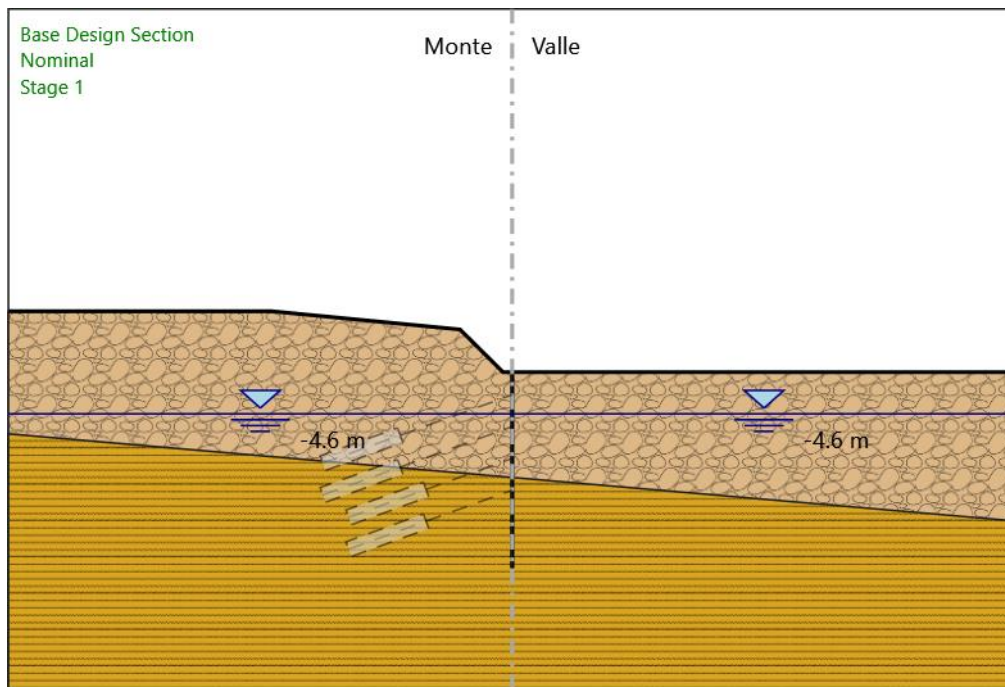 Base Design Section
Nominal
Stage 1
Monte
Valle
-4.6 m
-4.6 m